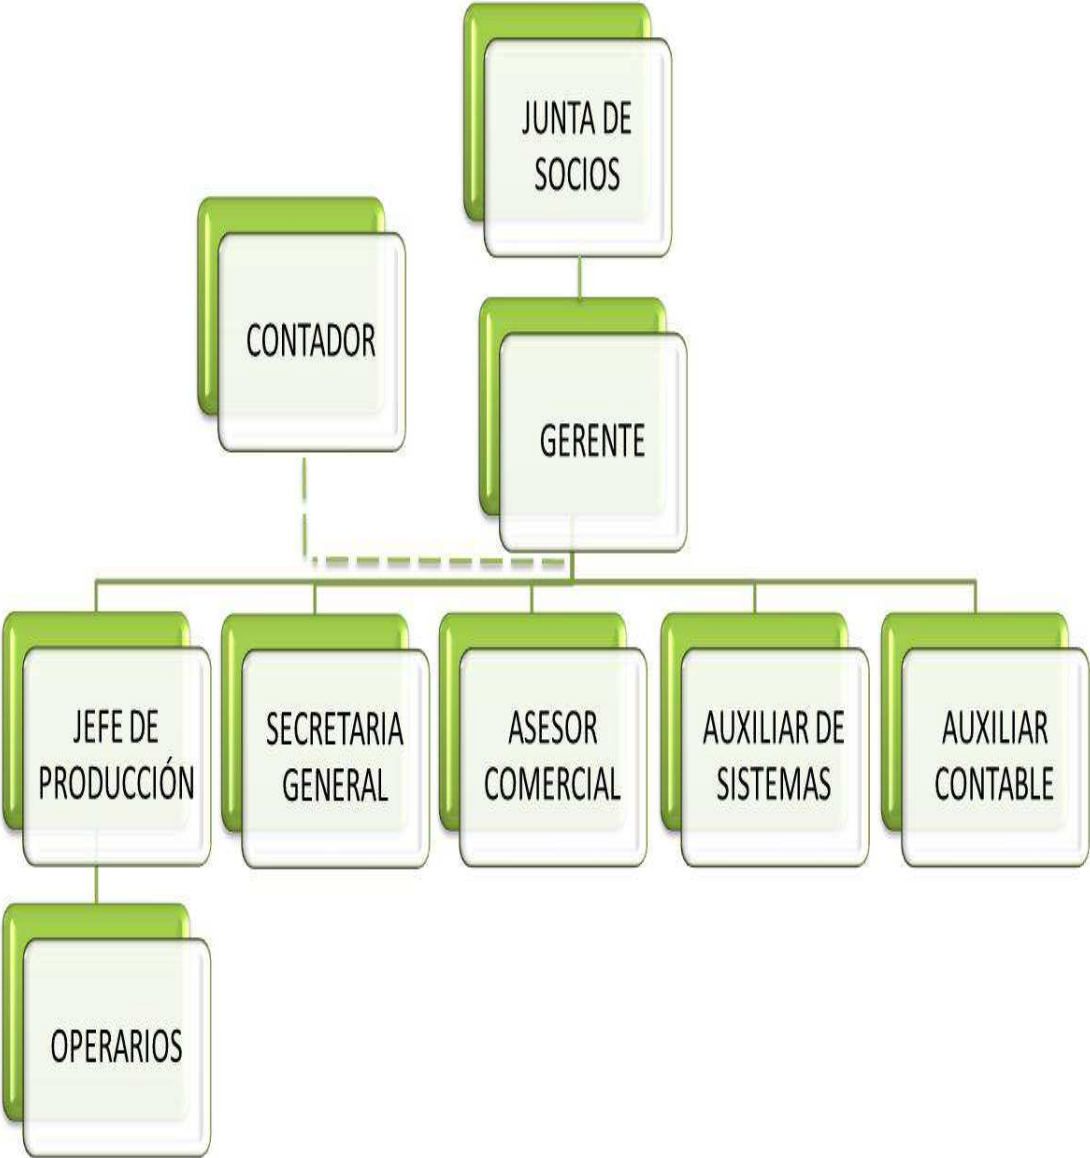 JUNTA DE
SOCIOS
CONTADOR
GERENTE
JEFE DE
PRODUCCIÓN
SECRETARIA
GENERAL
ASESOR
COMERCIAL
AUXILIAR DE
SISTEMAS
AUXILIAR
CONTABLE
OPERARIOS